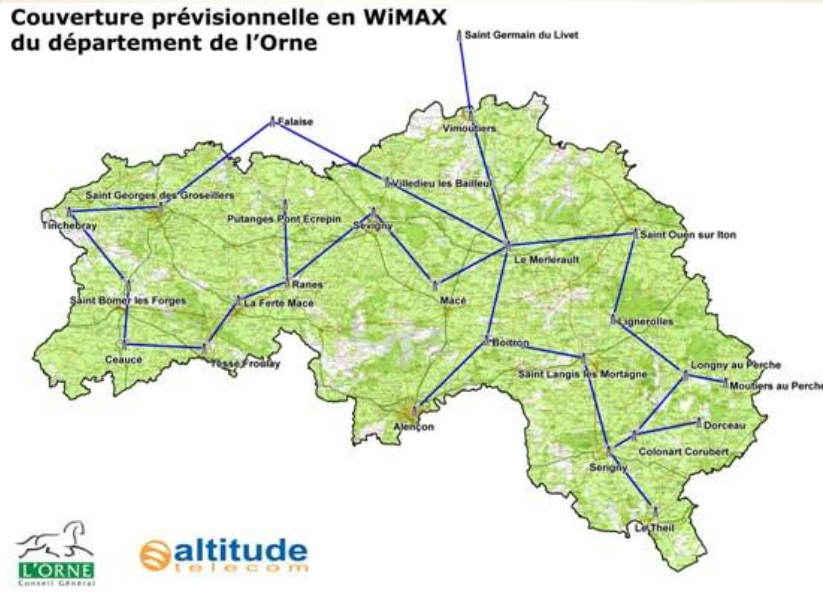 Couverture prévisionnelle en WiMAX
du département de l'Orne
Saint Germain du Livet
Falaise
Vimoutiers
Villedieu les Bailleul
Saint Georges des Groseillers
Putanges Pont Ecrepin
Sévigny
Tinchebray
Saint Ouen sur Iton
Le Merlerault
Ranes
Macé
Saint Bomer les Forges
La Ferté Macé
Lignerolles
Boitron
Ceaucé
Tessé Froulay
Saint Langis les Mortagne
Longny au Perche
Moutiers au Perche
Alençon
Dorceau
Colonart Corubert
Serigny
Le Theil
L'ORNE
Conseil Général
altitude
telecom